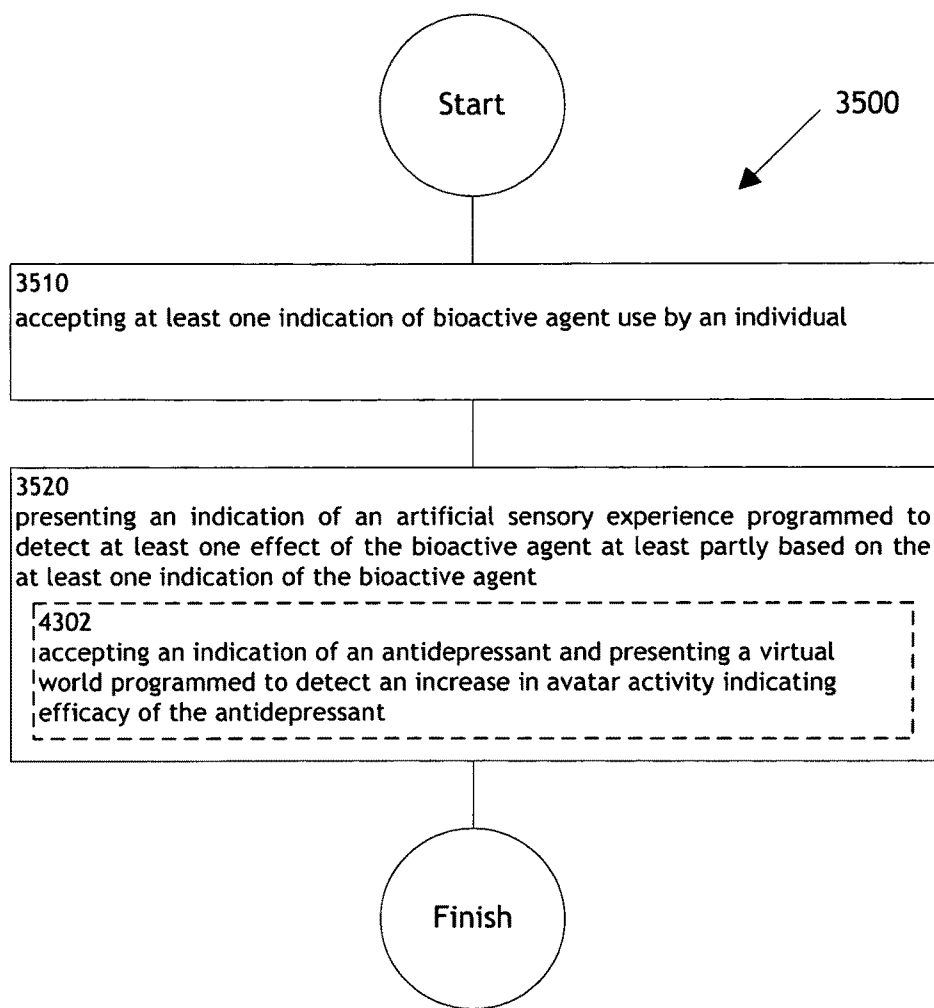 Start
3500
3510
accepting at least one indication of bioactive agent use by an individual
3520
presenting an indication of an artificial sensory experience programmed to
detect at least one effect of the bioactive agent at least partly based on the
at least one indication of the bioactive agent
4302
accepting an indication of an antidepressant and presenting a virtual
world programmed to detect an increase in avatar activity indicating
efficacy of the antidepressant
Finish